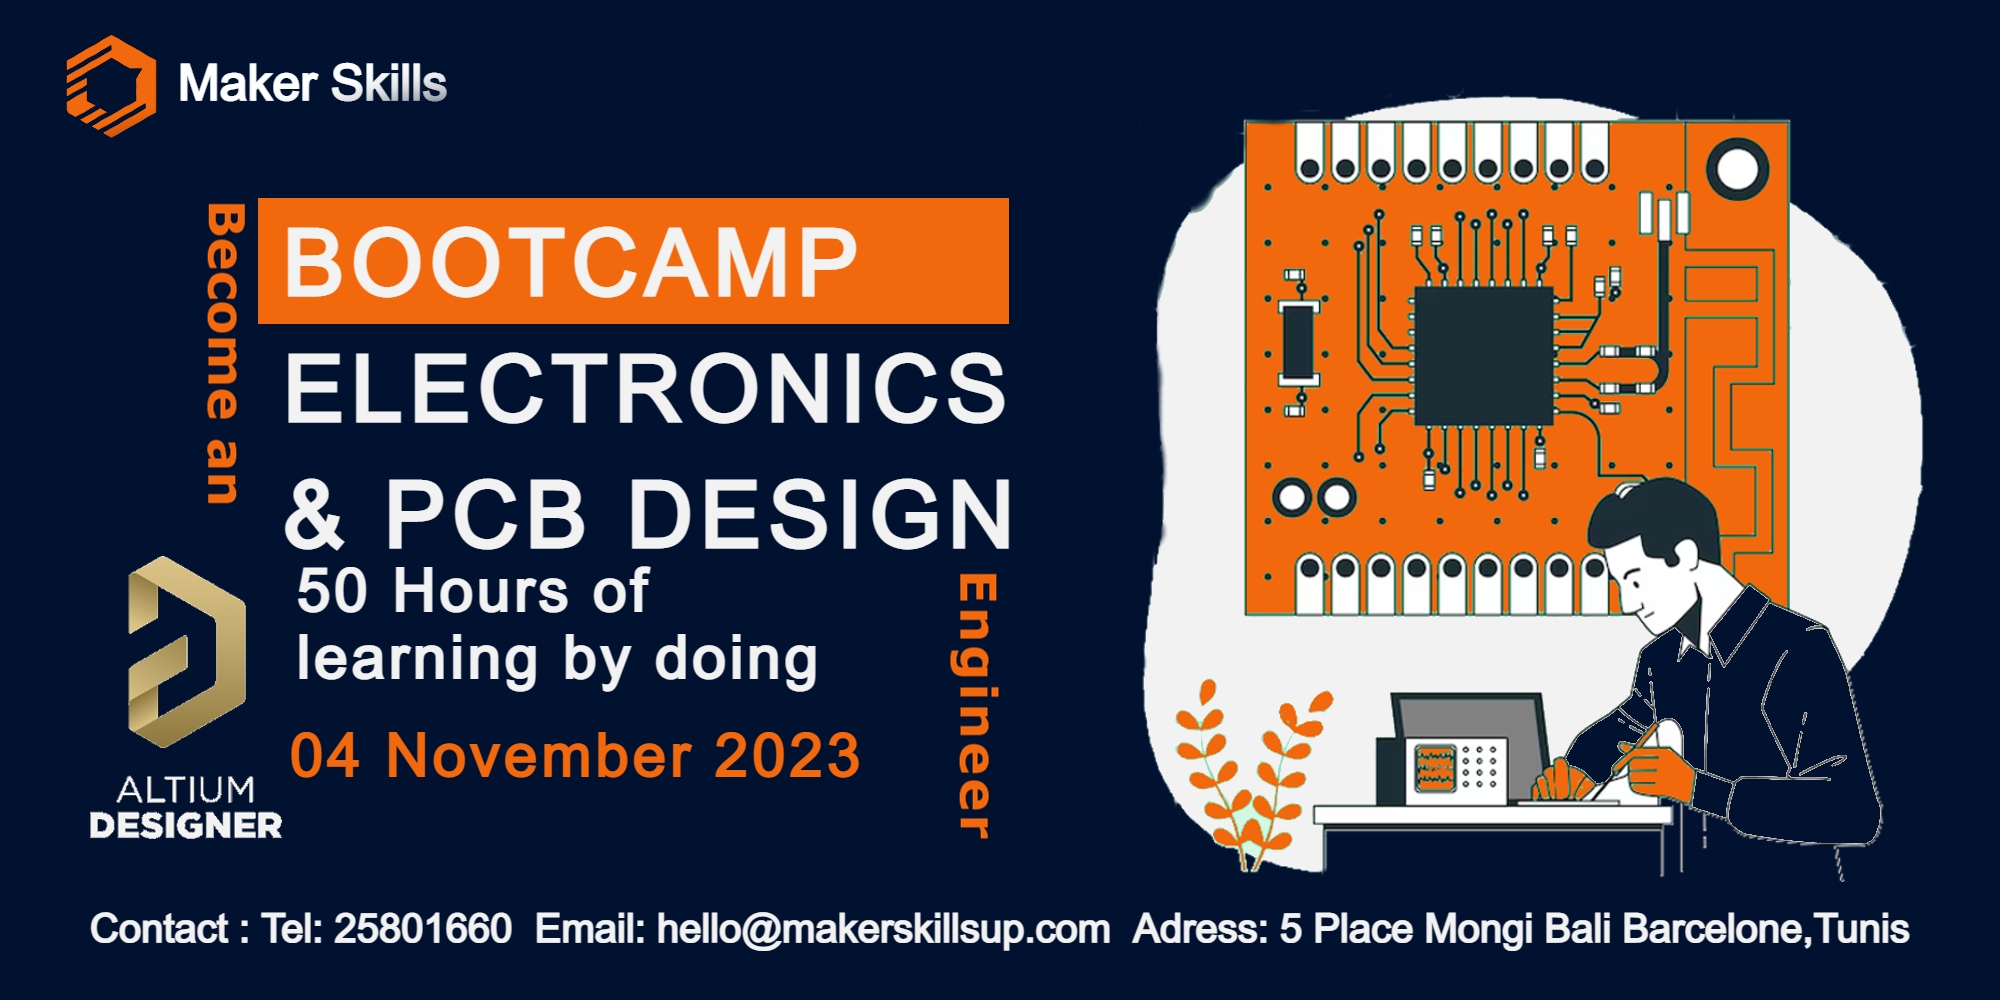 Maker Skills
Become an
BOOTCAMP
ELECTRONICS
& PCB DESIGN
50 Hours of
learning by doing
Engineer
04 November 2023
ALTIUM
DESIGNER
Contact : Tel: 25801660 Email: hello@makerskillsup.com Adress: 5 Place Mongi Bali Barcelone,Tunis